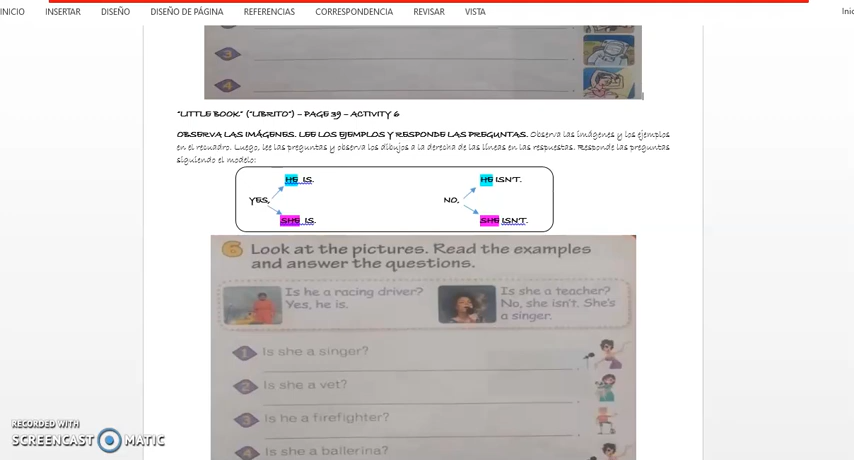 INICIO INSERTAR DISEÑO DISEÑO DE PÁGINA REFERENCIAS CORRESPONDENCIA REVISAR VISTA Inic
3
4
"LITTLE BOOK" ("LIBRITO") – PAGE 39 – ACTIVITY 6
OBSERVA LAS IMÁGENES. LEE LOS EJEMPLOS Y RESPONDE LAS PREGUNTAS. Observa las imágenes y los ejemplos
en el recuadro. Luego, lee las preguntas y observa los dibujos a la derecha de las líneas en las respuestas. Responde las preguntas
siguiendo el modelo:
HE IS. HE ISN'T.
YES, NO,
SHE IS. SHE ISN'T.
6 Look at the pictures. Read the examples
and answer the questions.
Is he a racing driver? Is she a teacher?
Yes, he is. No, she isn't. She's
a singer.
1 Is she a singer?
2 Is she a vet?
3 Is he a firefighter?
4 Is she a ballerina?
RECORDED WITH
SCREENCAST MATIC